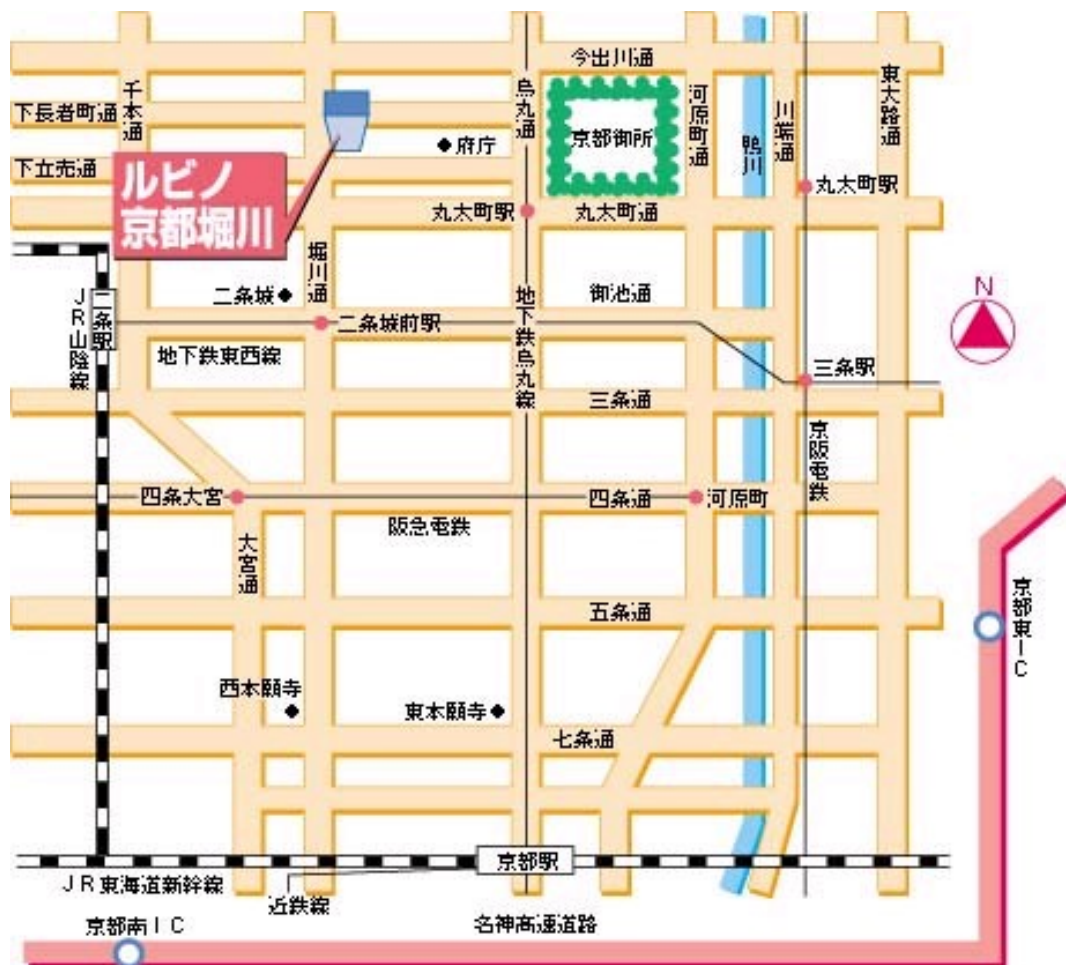 今出川通
千本通
烏丸通
河原町通
川端通
東大路通
下長者町通
府庁
京都御所
鴨川
下立売通
ルビノ
京都堀川
丸太町駅
丸太町駅
丸太町通
堀川通
二条城
御池通
N
二条駅
JR山陰線
二条城前駅
地下鉄烏丸線
地下鉄東西線
三条駅
三条通
京阪電鉄
四条大宮
四条通
河原町
阪急電鉄
大宮通
五条通
京都東IC
西本願寺
東本願寺
七条通
京都駅
JR東海道新幹線
近鉄線
京都南IC
名神高速道路